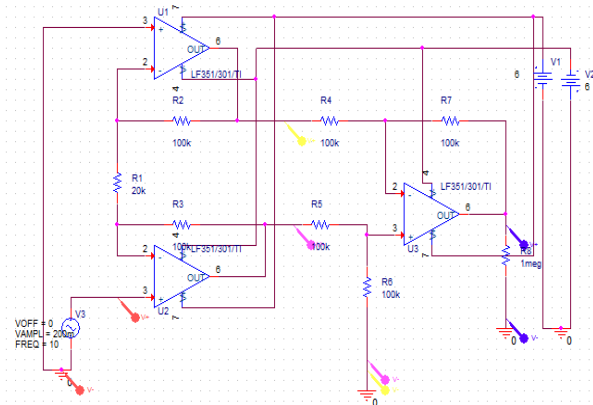 U1
7
3
+
OUT
6
2
-
4
LF351/301/TI
V1
6
V2
6
R2
100k
R4
100k
R7
100k
R1
20k
4
LF351/301/TI
2
-
OUT
6
3
+
U3
7
R3
100k
R5
100k
4
LF351/301/TI
2
-
OUT
6
3
+
U2
7
R8
1meg
V+
R6
100k
V3
VOFF = 0
VAMPL = 200m
FREQ = 10
V+
0
V-
0
V-
0
V-